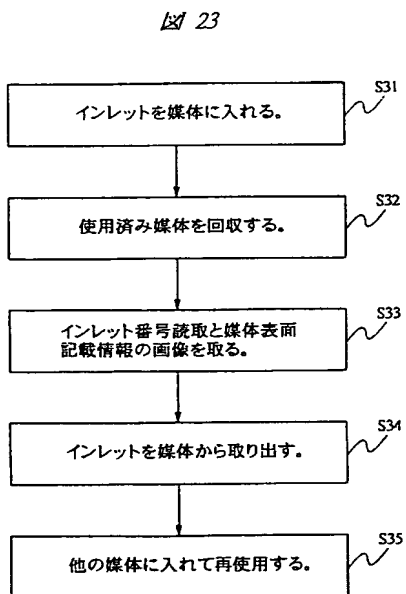 図 23
S31
インレットを媒体に入れる。
S32
使用済み媒体を回収する。
S33
インレット番号読取と媒体表面
記載情報の画像を取る。
S34
インレットを媒体から取り出す。
S35
他の媒体に入れて再使用する。